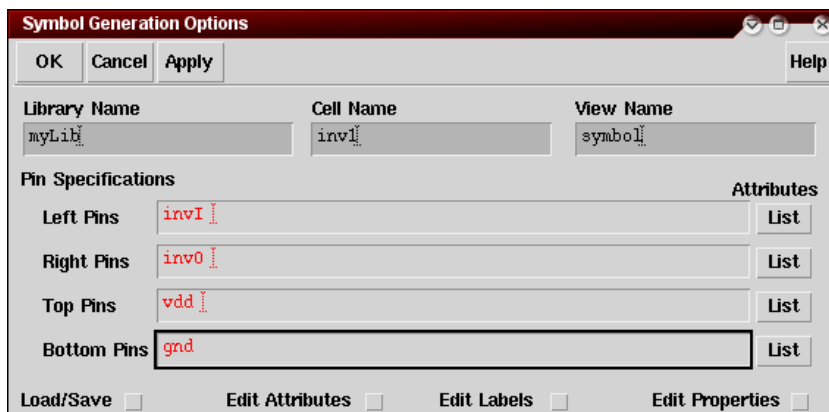 Symbol Generation Options
OK Cancel Apply Help
Library Name Cell Name View Name
myLib inv1 symbol
Pin Specifications Attributes
Left Pins invI List
Right Pins invO List
Top Pins vdd List
Bottom Pins gnd List
Load/Save Edit Attributes Edit Labels Edit Properties